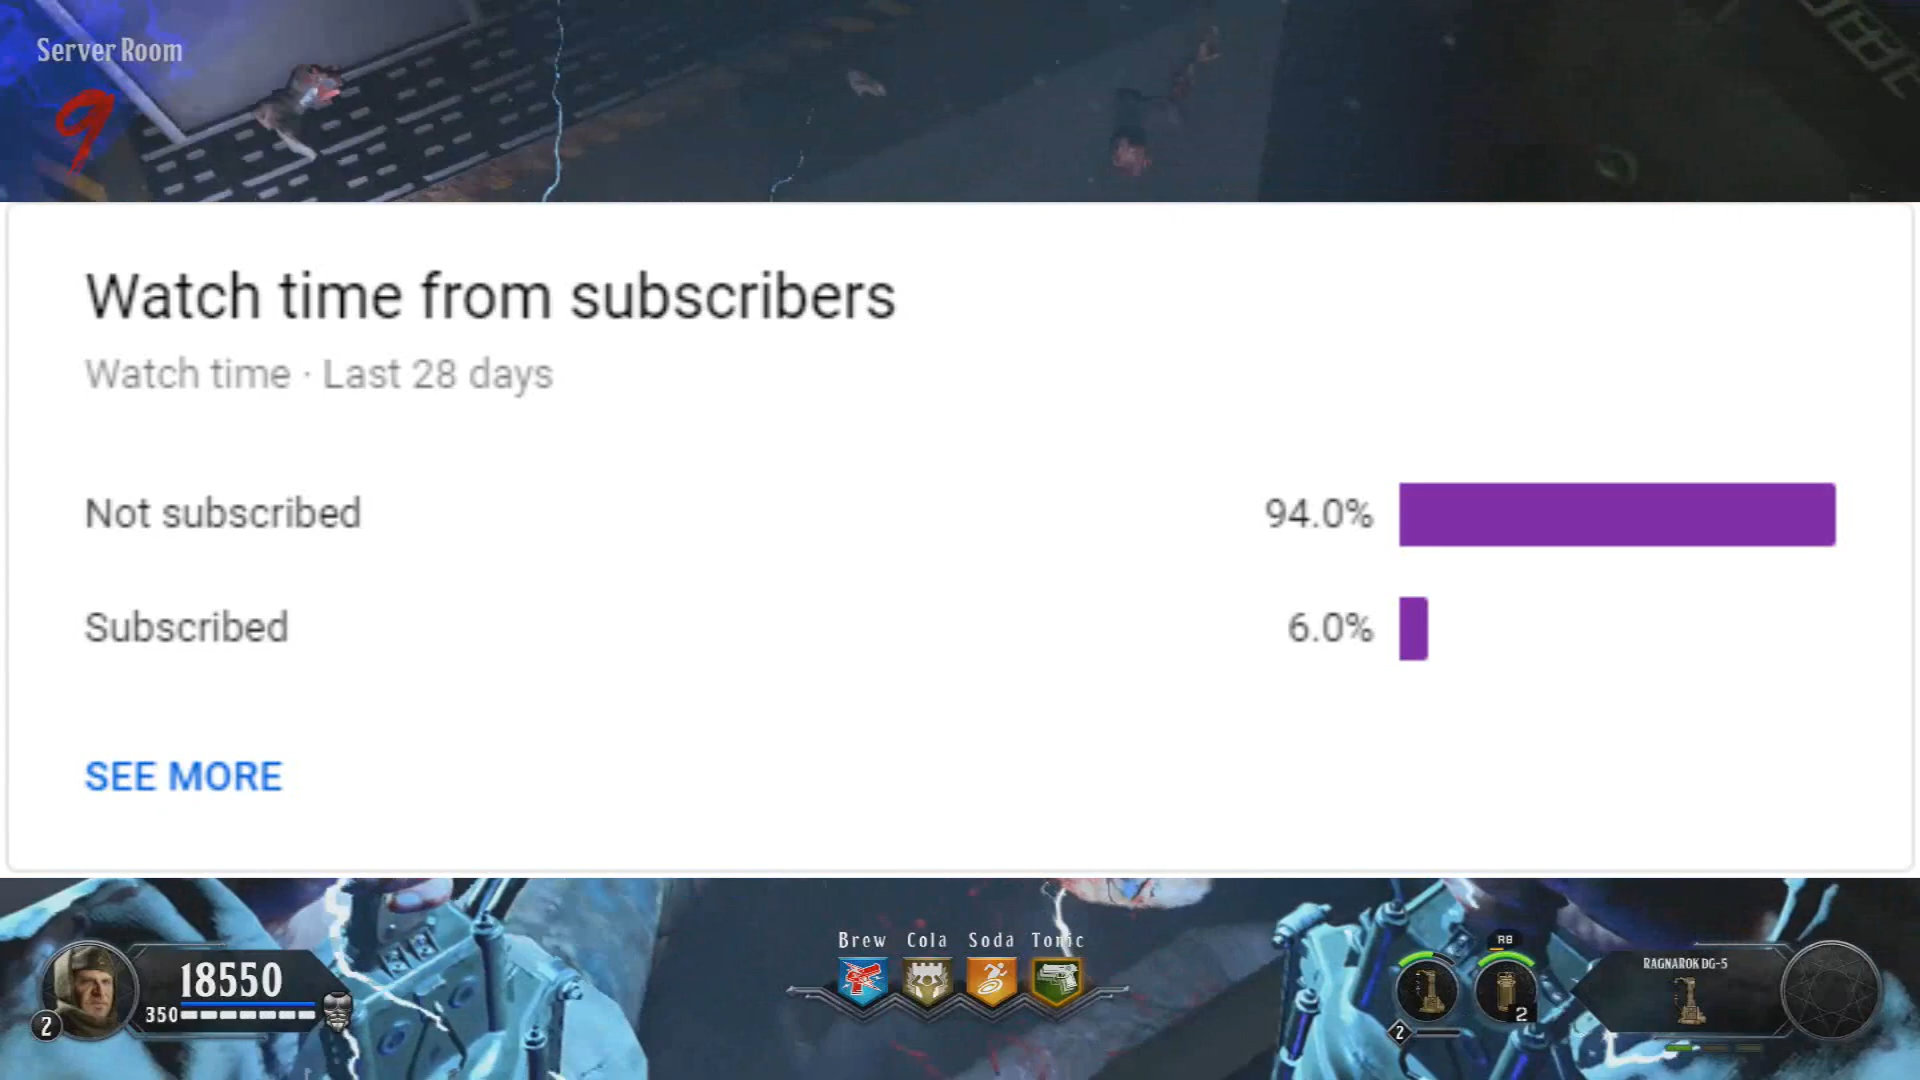 Server Room
9
Watch time from subscribers
Watch time · Last 28 days
Not subscribed 94.0%
Subscribed 6.0%
SEE MORE
Brew Cola Soda Tonic
18550
350
2
RB
2
2
RAGNAROK DG-5